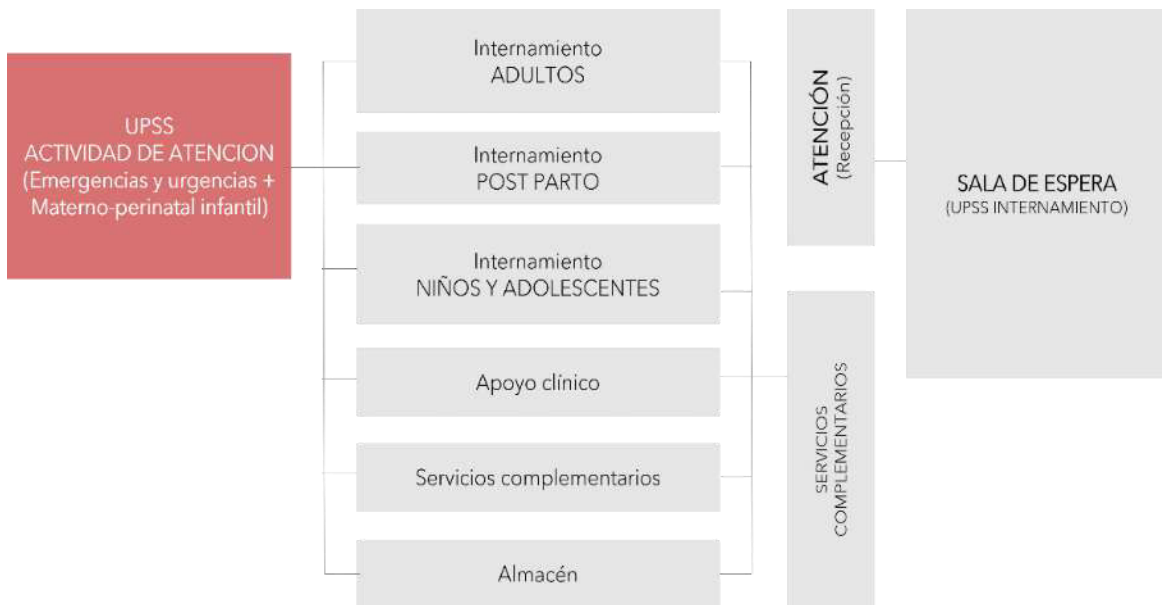 UPSS
ACTIVIDAD DE ATENCION
(Emergencias y urgencias +
Materno-perinatal infantil)
Internamiento
ADULTOS
Internamiento
POST PARTO
Internamiento
NIÑOS Y ADOLESCENTES
Apoyo clínico
Servicios complementarios
Almacén
ATENCIÓN
(Recepción)
SERVICIOS
COMPLEMENTARIOS
SALA DE ESPERA
(UPSS INTERNAMIENTO)